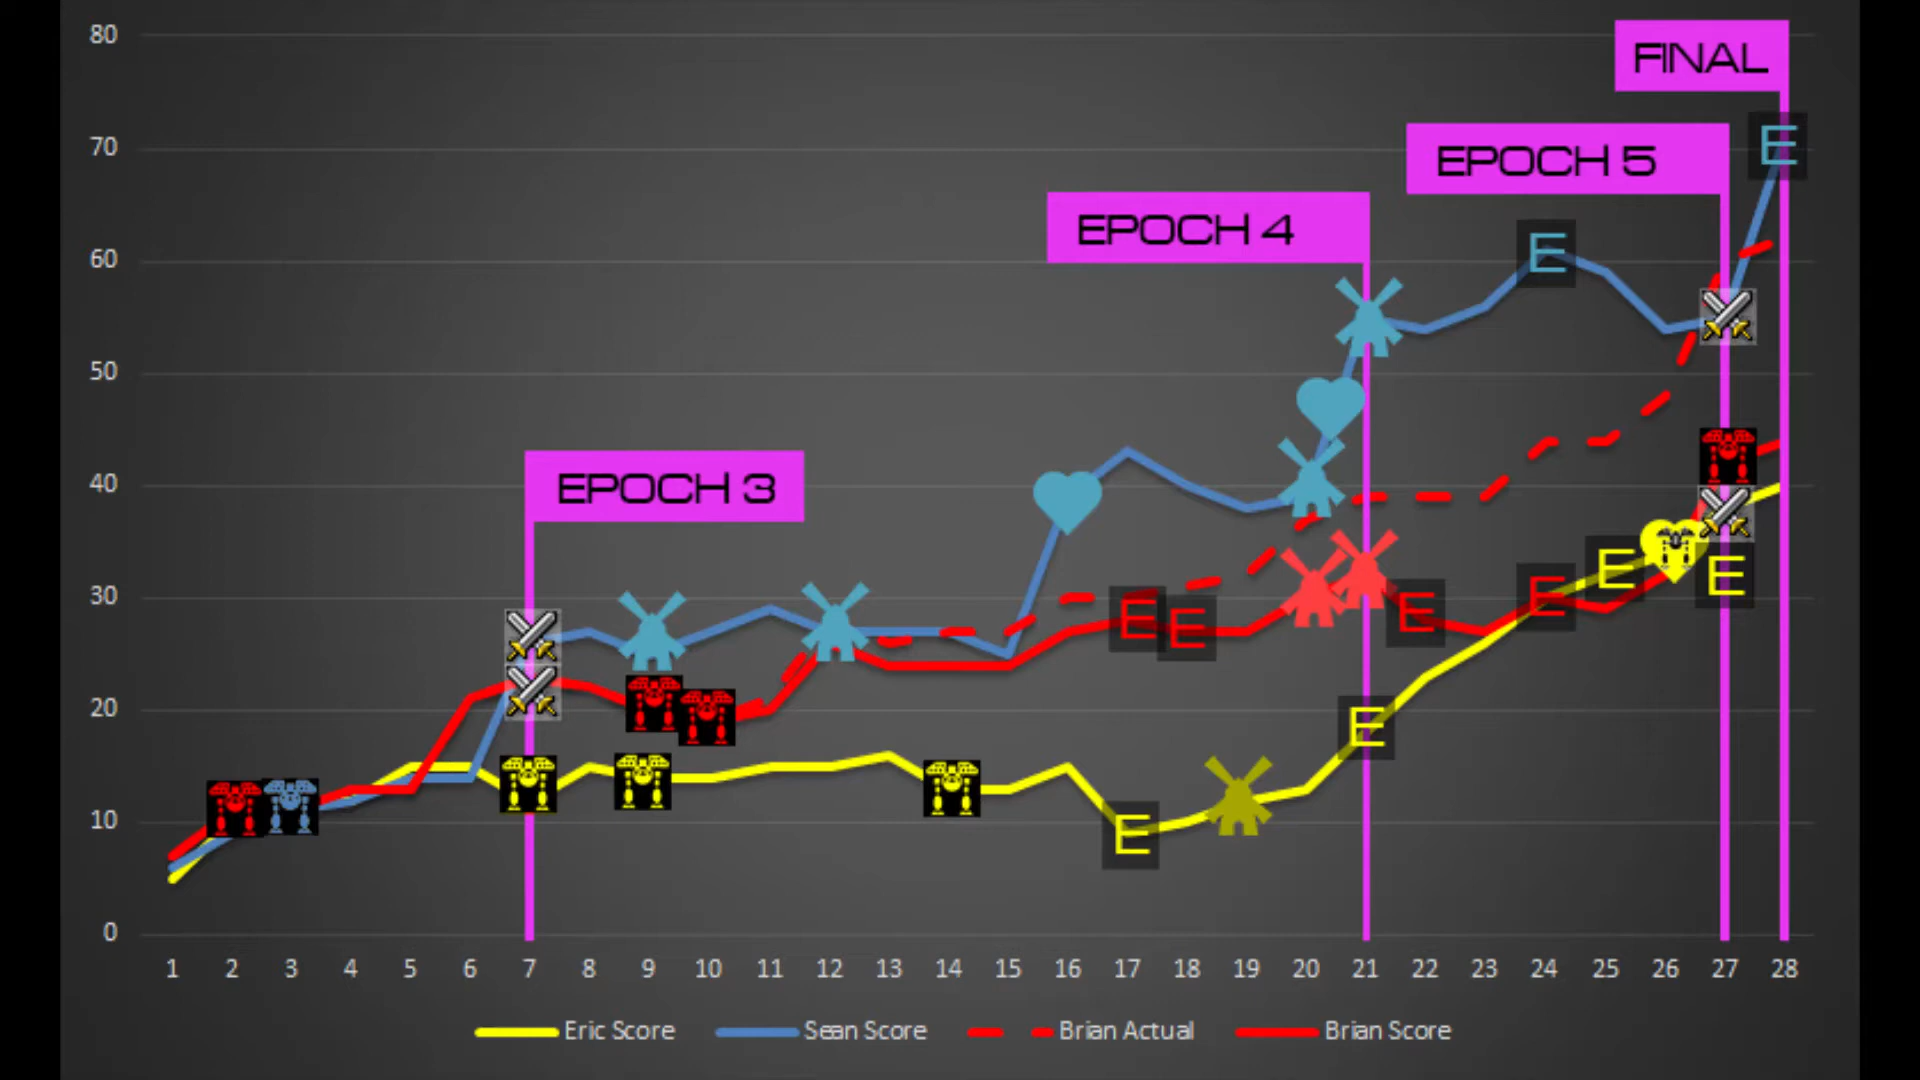 80
FINAL
70
E
EPOCH 5
60
E
EPOCH 4
50
40
EPOCH 3
30
E
E
E
E
E
E
20
E
10
E
0
1 2 3 4 5 6 7 8 9 10 11 12 13 14 15 16 17 18 19 20 21 22 23 24 25 26 27 28
Eric Score Sean Score Brian Actual Brian Score